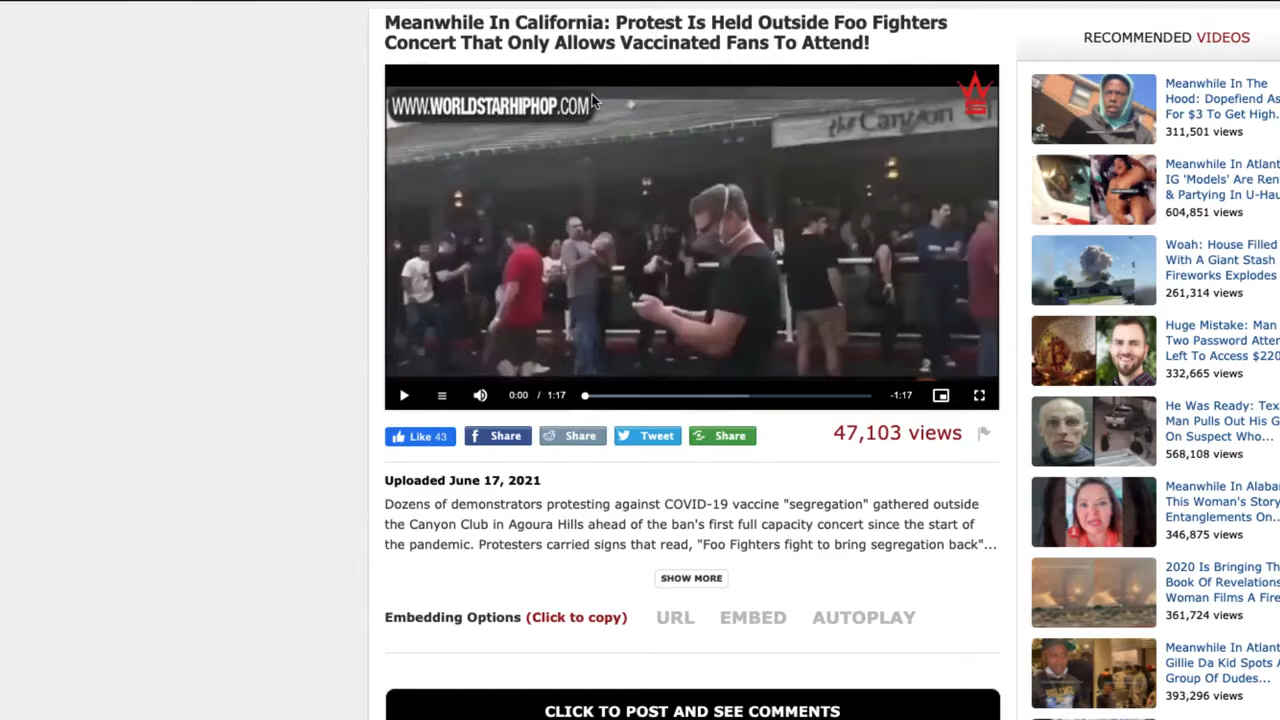 Meanwhile In California: Protest Is Held Outside Foo Fighters
Concert That Only Allows Vaccinated Fans To Attend!
WWW.WORLDSTARHIPHOP.COM
Canyon
0:00 / 1:17
-1:17
Like 43
Share
Share
Tweet
Share
47,103 views
Uploaded June 17, 2021
Dozens of demonstrators protesting against COVID-19 vaccine "segregation" gathered outside
the Canyon Club in Agoura Hills ahead of the ban's first full capacity concert since the start of
the pandemic. Protesters carried signs that read, "Foo Fighters fight to bring segregation back"...
SHOW MORE
Embedding Options (Click to copy) URL EMBED AUTOPLAY
CLICK TO POST AND SEE COMMENTS
RECOMMENDED VIDEOS
Meanwhile In The
Hood: Dopefiend As
For $3 To Get High.
311,501 views
Meanwhile In Atlant
IG 'Models' Are Ren
& Partying In U-Hau
604,851 views
Woah: House Filled
With A Giant Stash
Fireworks Explodes
261,314 views
Huge Mistake: Man
Two Password Atter
Left To Access $220
332,665 views
He Was Ready: Texa
Man Pulls Out His G
On Suspect Who...
568,108 views
Meanwhile In Alabar
This Woman's Story
Entanglements On..
346,875 views
2020 Is Bringing Th
Book Of Revelations
Woman Films A Fire
361,724 views
Meanwhile In Atlant
Gillie Da Kid Spots A
Group Of Dudes...
393,296 views